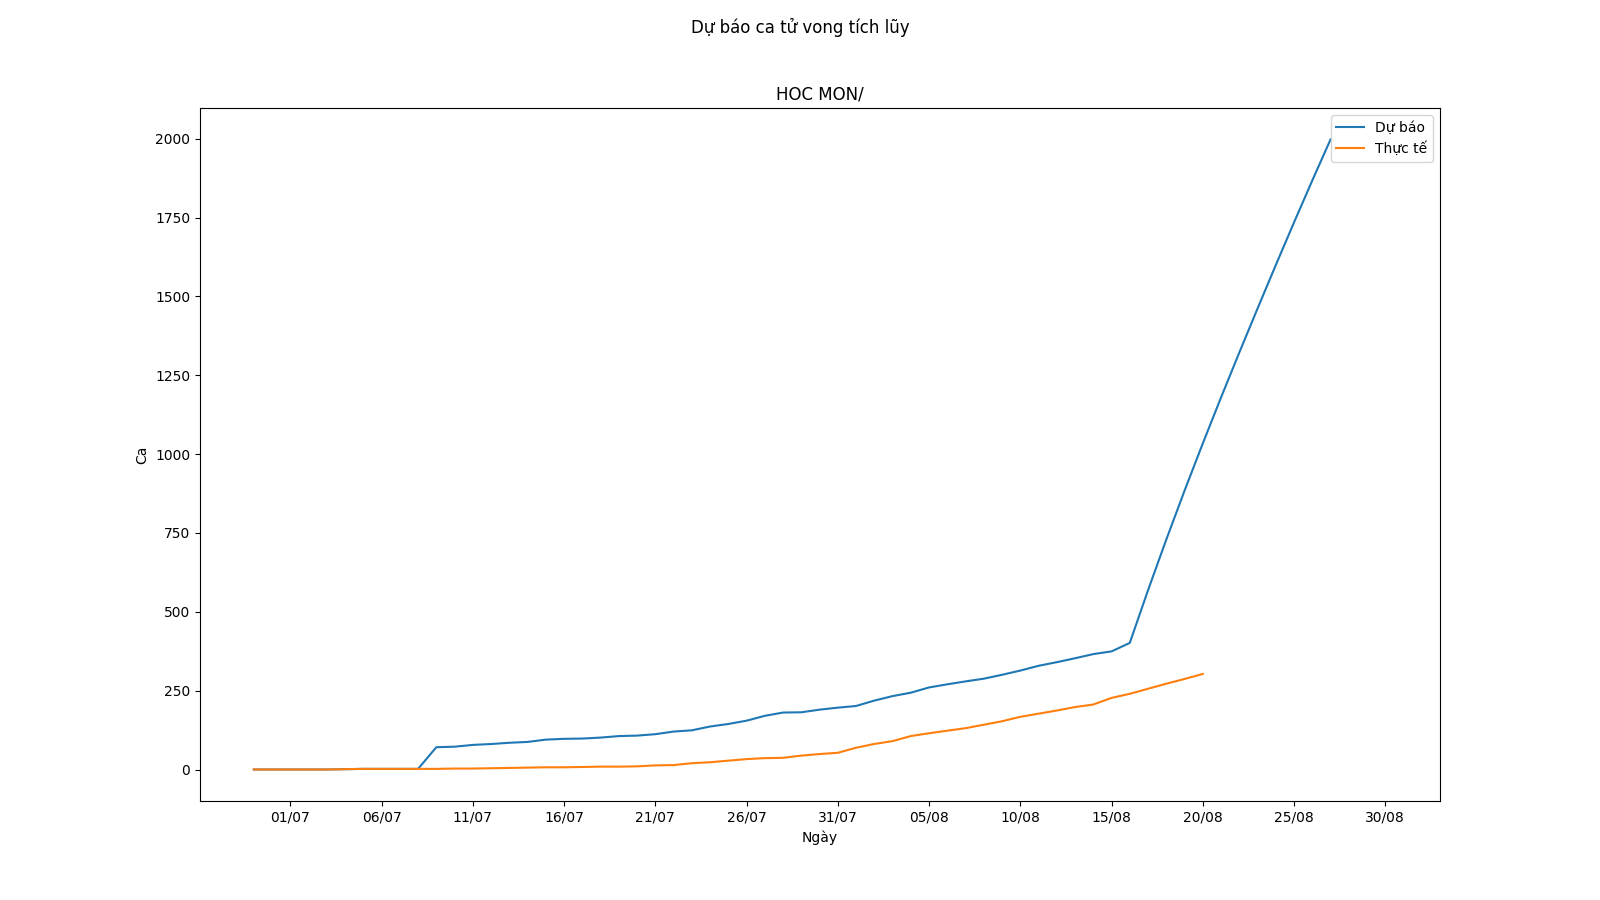 Dự báo ca tử vong tích lũy
HOC MON/
Dự báo
Thực tế
2000
1750
1500
1250
1000
750
500
250
0
Ca
01/07 06/07 11/07 16/07 21/07 26/07 31/07 05/08 10/08 15/08 20/08 25/08 30/08
Ngày